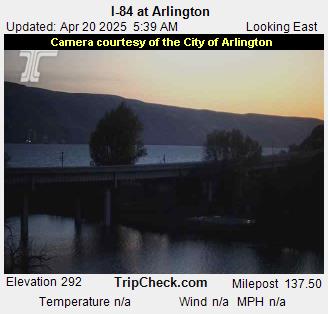 I-84 at Arlington
Updated: Apr 20 2025 5:39 AM Looking East
Camera courtesy of the City of Arlington
Elevation 292 TripCheck.com Milepost 137.50
Temperature n/a Wind n/a MPH n/a